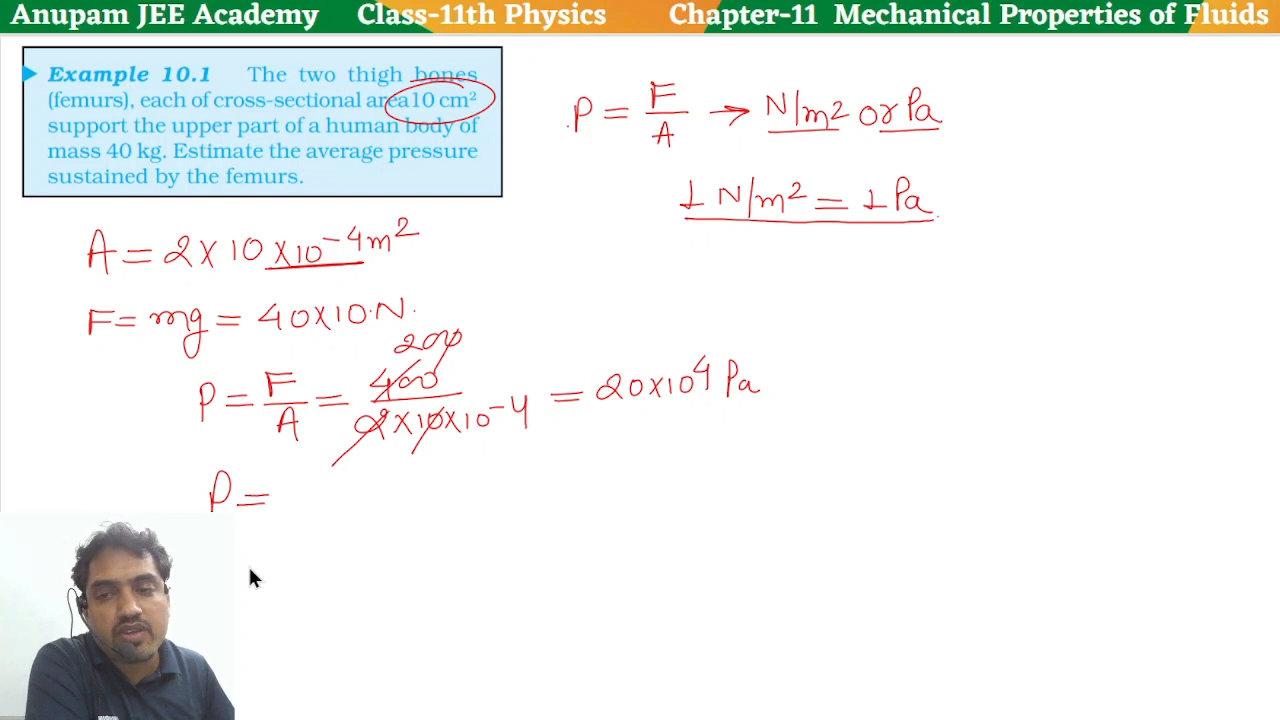 Anupam JEE Academy Class-11th Physics Chapter-11 Mechanical Properties of Fluids
Example 10.1 The two thigh bones
(femurs), each of cross-sectional area 10 cm²
support the upper part of a human body of
mass 40 kg. Estimate the average pressure
sustained by the femurs.
P = F/A → N/m² or Pa
1 N/m² = 1 Pa
A = 2 × 10 × 10⁻⁴ m²
F = mg = 40 × 10 N.
200
P = F/A = 400/2×10×10⁻⁴ = 20×10⁴ Pa
P =